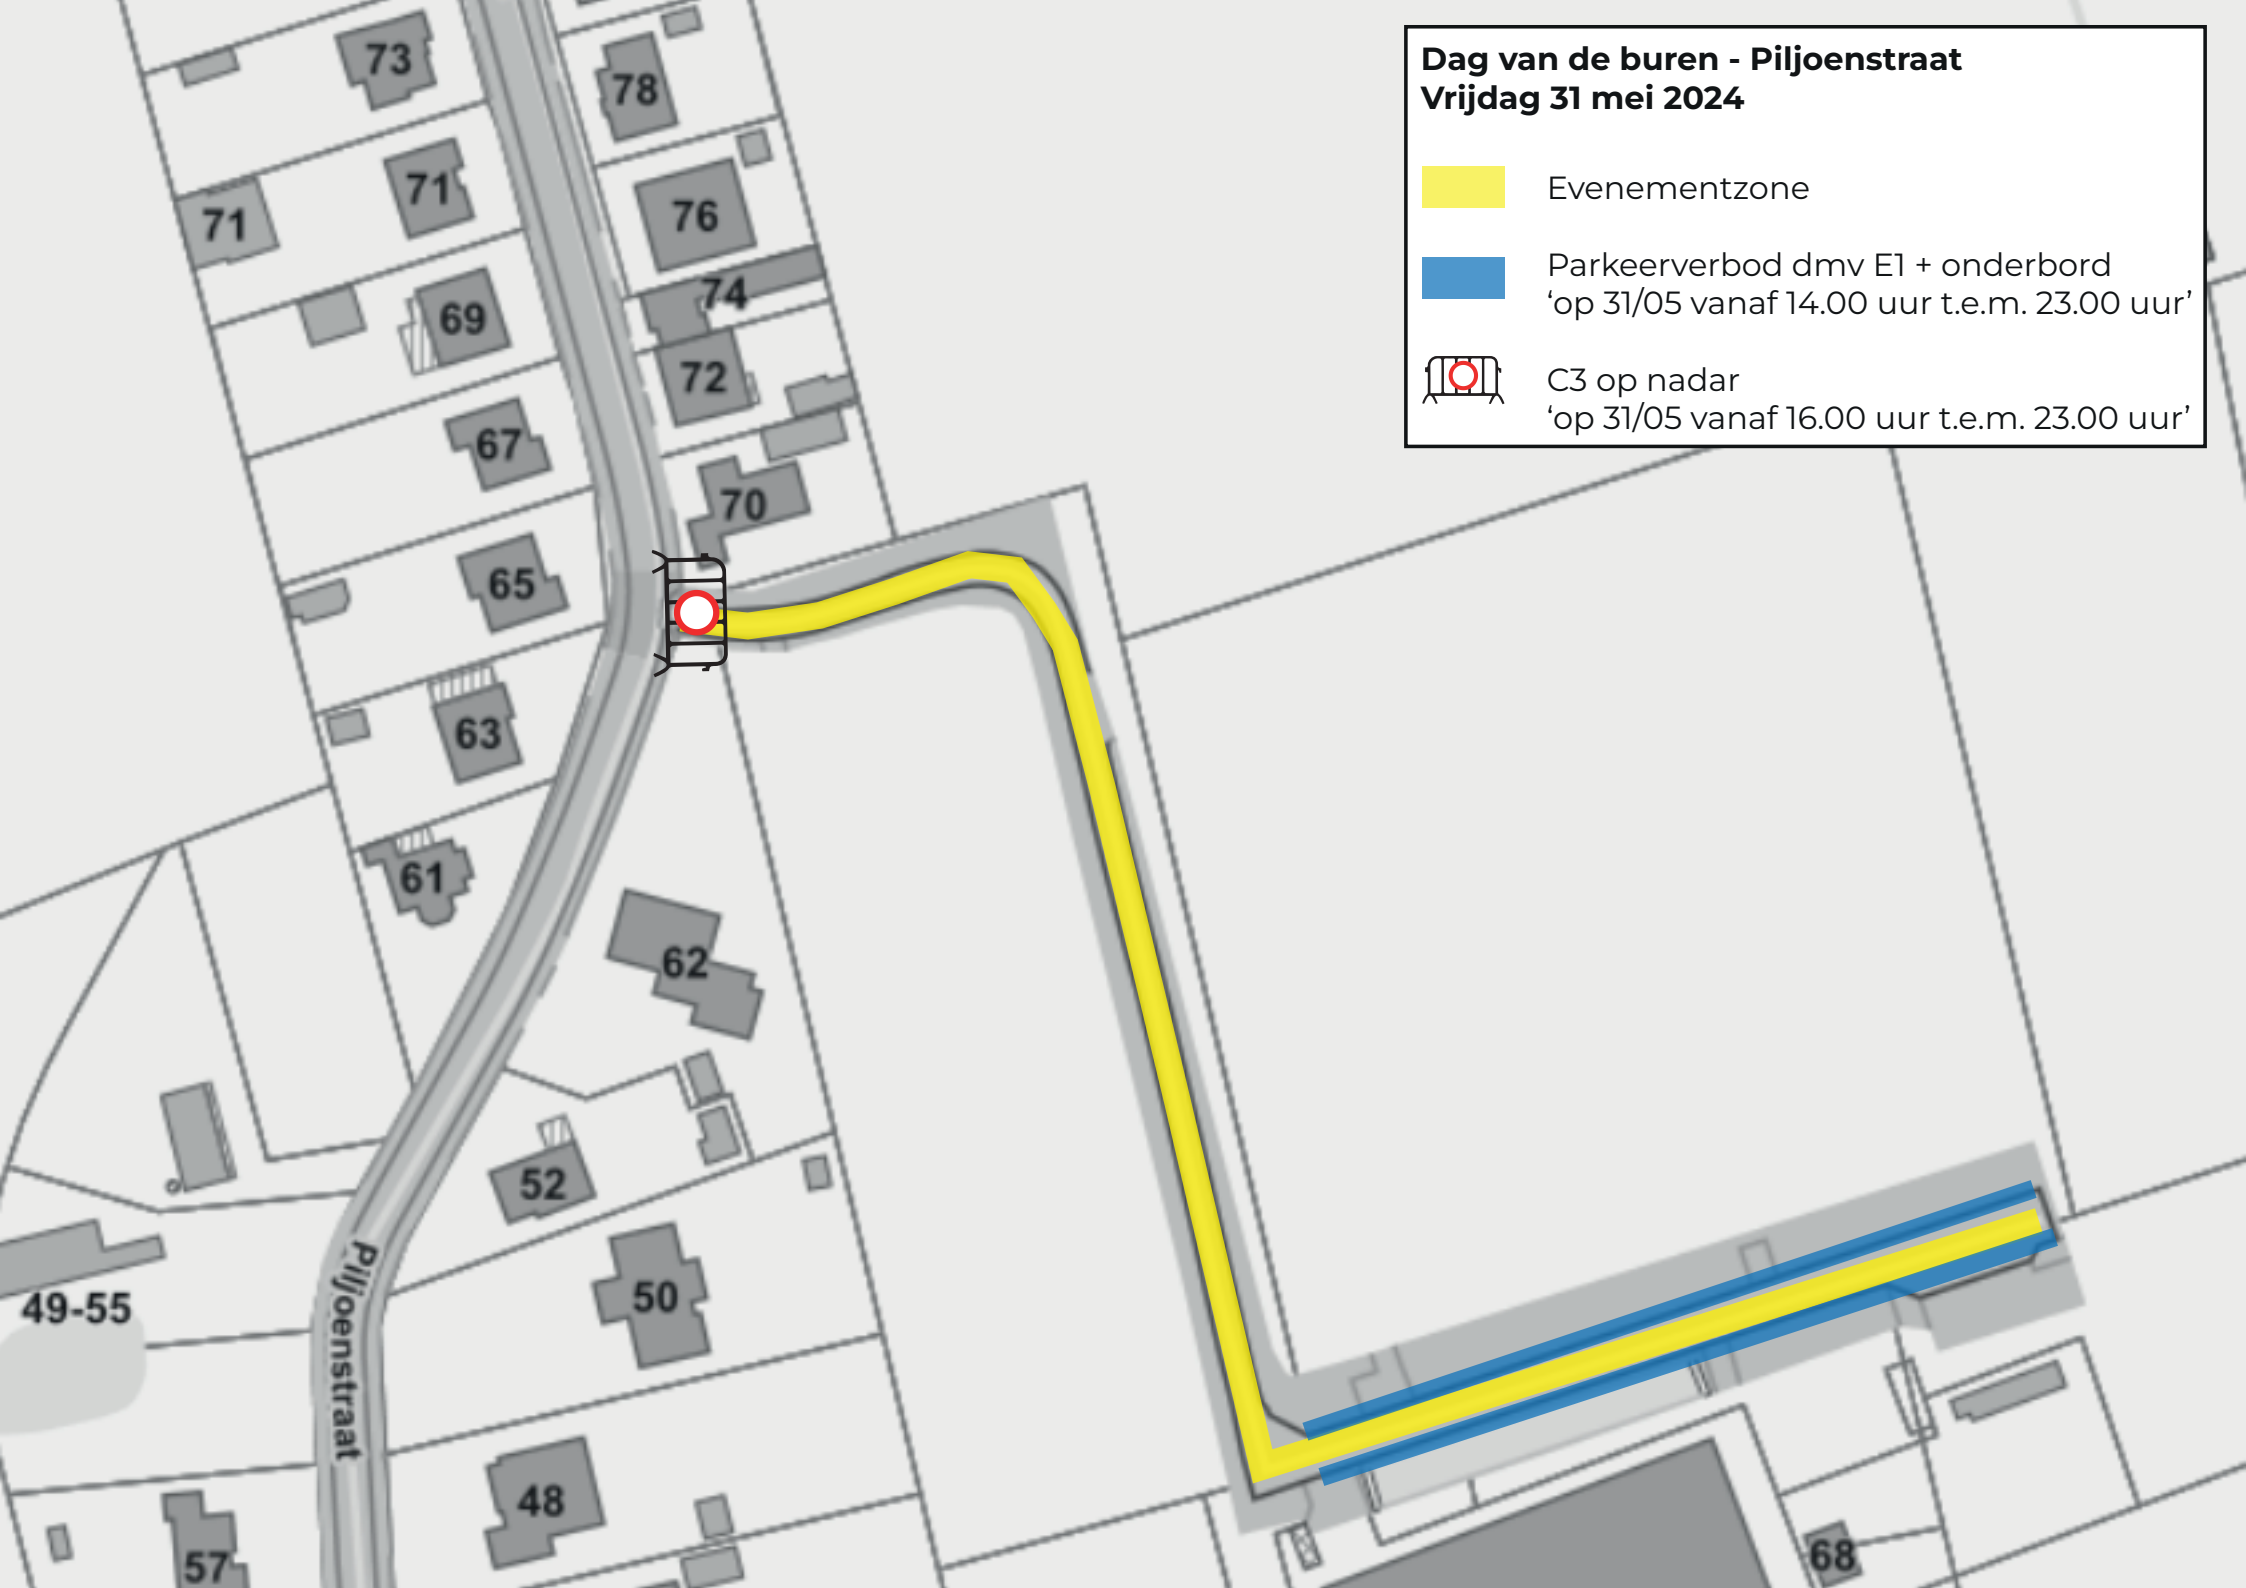 Dag van de buren - Piljoenstraat
Vrijdag 31 mei 2024
Evenementzone
Parkeerverbod dmv E1 + onderbord
‘op 31/05 vanaf 14.00 uur t.e.m. 23.00 uur’
C3 op nadar
‘op 31/05 vanaf 16.00 uur t.e.m. 23.00 uur’
73
78
71
71
76
74
69
72
67
70
65
63
61
62
52
50
49-55
Piljoenstraat
48
57
68